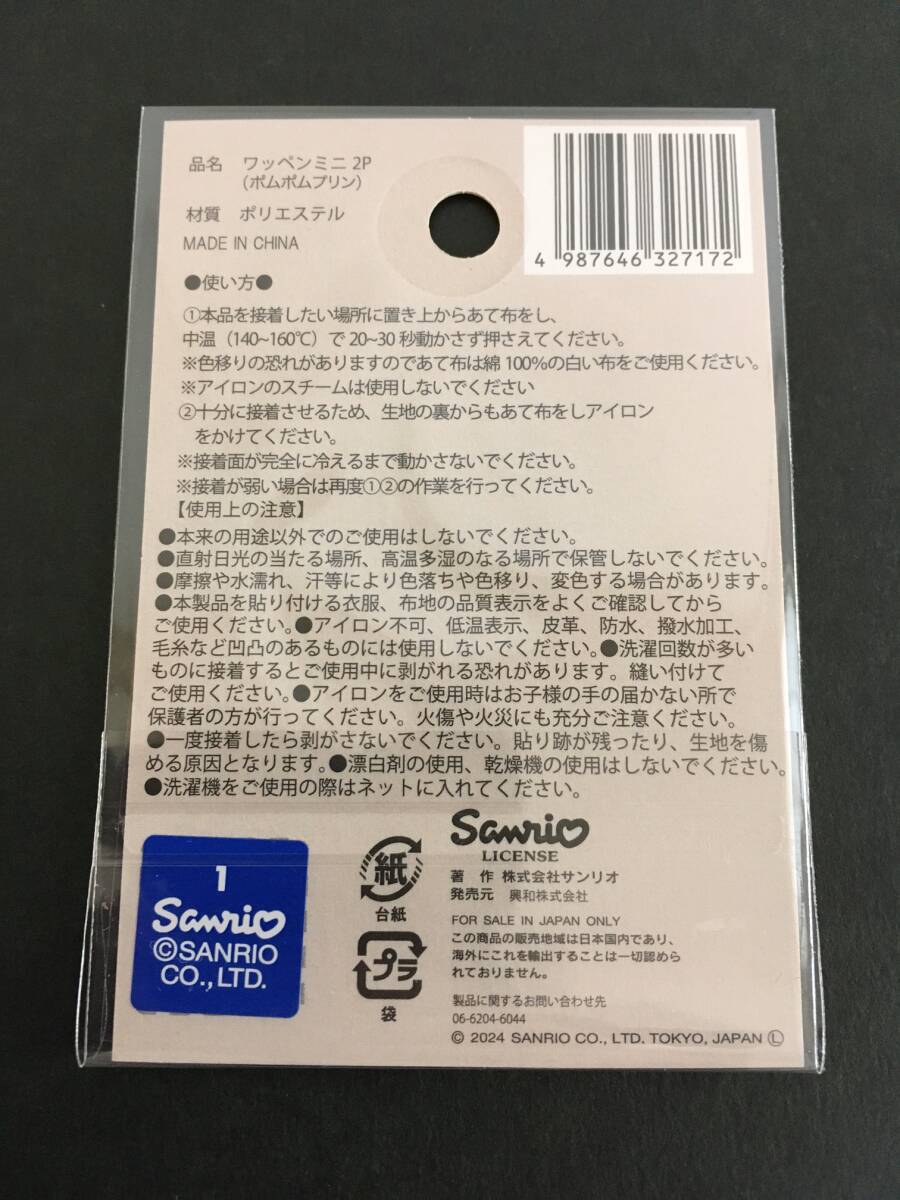 品名 ワッペンミニ 2P
(ポムポムプリン)
材質 ポリエステル
MADE IN CHINA
4 987646 327172
●使い方●
①本品を接着したい場所に置き上からあて布をし、
中温（140~160℃）で 20~30 秒動かさず押さえてください。
※色移りの恐れがありますのであて布は綿 100%の白い布をご使用ください。
※アイロンのスチームは使用しないでください
②十分に接着させるため、生地の裏からもあて布をしアイロン
をかけてください。
※接着面が完全に冷えるまで動かさないでください。
※接着が弱い場合は再度①②の作業を行ってください。
【使用上の注意】
●本来の用途以外でのご使用はしないでください。
●直射日光の当たる場所、高温多湿のなる場所で保管しないでください。
●摩擦や水濡れ、汗等により色落ちや色移り、変色する場合があります。
●本製品を貼り付ける衣服、布地の品質表示をよくご確認してから
ご使用ください。●アイロン不可、低温表示、皮革、防水、撥水加工、
毛糸など凹凸のあるものには使用しないでください。●洗濯回数が多い
ものに接着するとご使用中に剥がれる恐れがあります。縫い付けて
ご使用ください。●アイロンをご使用時はお子様の手の届かない所で
保護者の方が行ってください。火傷や火災にも充分ご注意ください。
●一度接着したら剥がさないでください。貼り跡が残ったり、生地を傷
める原因となります。●漂白剤の使用、乾燥機の使用はしないでください。
●洗濯機をご使用の際はネットに入れてください。
1
Sanrio
©SANRIO
CO.,LTD.
紙
台紙
プラ
袋
Sanrio
LICENSE
著 作 株式会社サンリオ
発売元 興和株式会社
FOR SALE IN JAPAN ONLY
この商品の販売地域は日本国内であり、
海外にこれを輸出することは一切認めら
れておりません。
製品に関するお問い合わせ先
06-6204-6044
© 2024 SANRIO CO., LTD. TOKYO, JAPAN Ⓛ